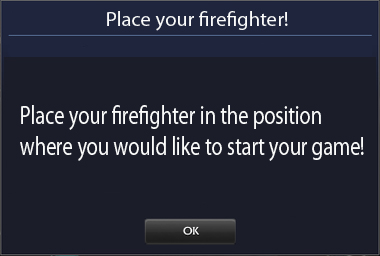 Place your firefighter!
Place your firefighter in the position
where you would like to start your game!
OK